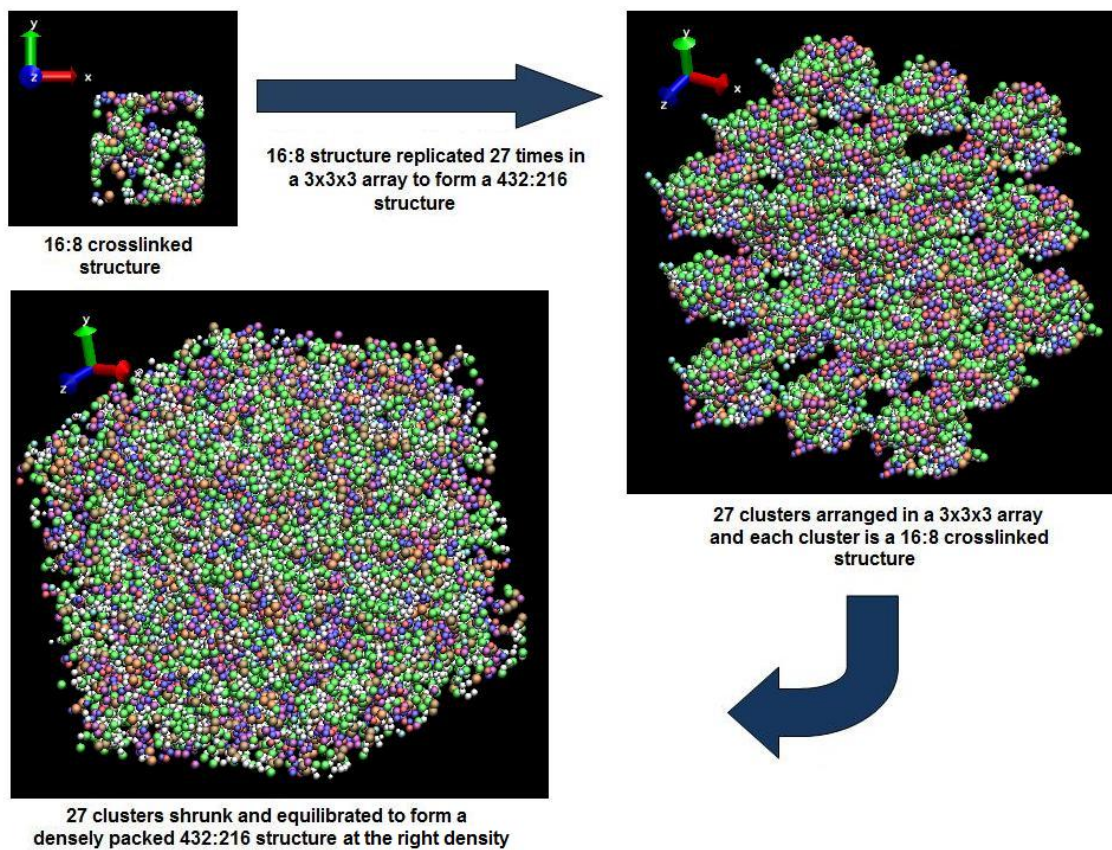 y
z
x
16:8 crosslinked
structure
16:8 structure replicated 27 times in
a 3x3x3 array to form a 432:216
structure
y
z
x
27 clusters arranged in a 3x3x3 array
and each cluster is a 16:8 crosslinked
structure
y
z
27 clusters shrunk and equilibrated to form a
densely packed 432:216 structure at the right density